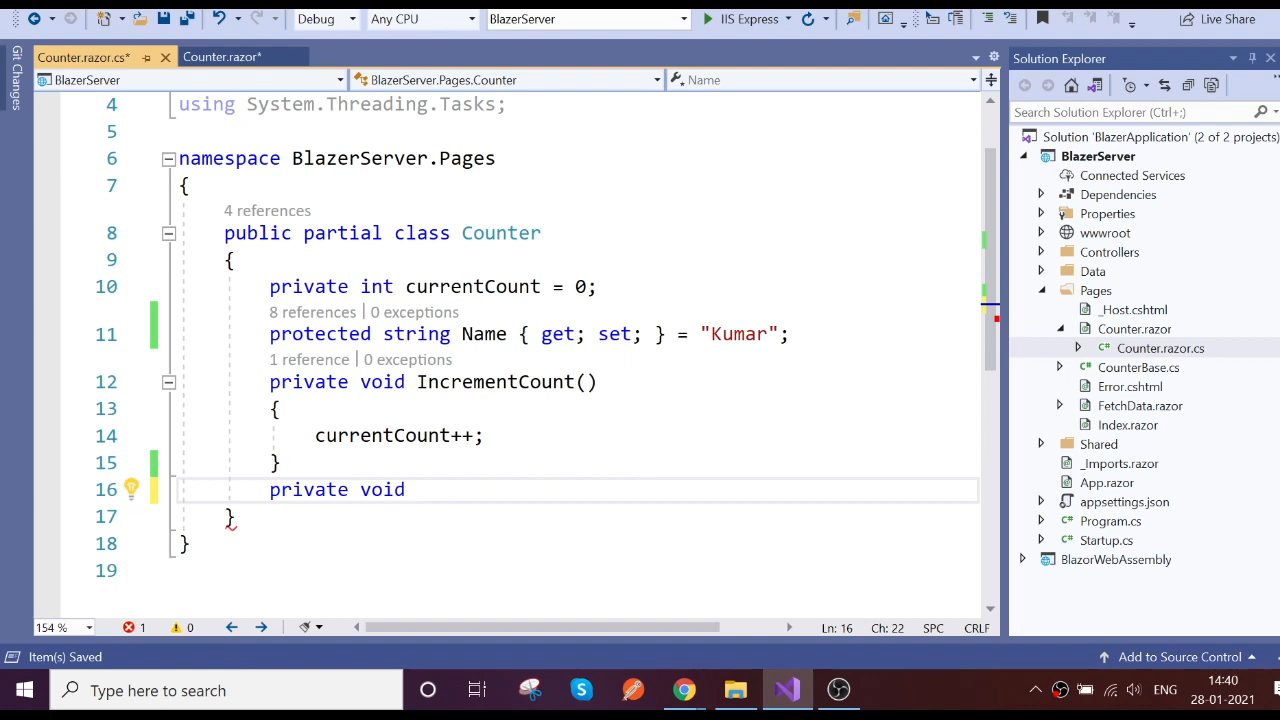 Debug
Any CPU
BlazerServer
IIS Express
Live Share
Git Changes
Counter.razor.cs*
Counter.razor*
BlazerServer
BlazerServer.Pages.Counter
Name
4 using System.Threading.Tasks;
5
6 namespace BlazerServer.Pages
7 {
4 references
8 public partial class Counter
9 {
10 private int currentCount = 0;
8 references | 0 exceptions
11 protected string Name { get; set; } = "Kumar";
1 reference | 0 exceptions
12 private void IncrementCount()
13 {
14 currentCount++;
15 }
16 private void
17 }
18 }
19
154 %
1
0
Ln: 16
Ch: 22
SPC
CRLF
Solution Explorer
Search Solution Explorer (Ctrl+;)
Solution 'BlazerApplication' (2 of 2 projects)
BlazerServer
Connected Services
Dependencies
Properties
wwwroot
Controllers
Data
Pages
_Host.cshtml
Counter.razor
C# Counter.razor.cs
C# CounterBase.cs
Error.cshtml
FetchData.razor
Index.razor
Shared
_Imports.razor
App.razor
appsettings.json
C# Program.cs
C# Startup.cs
BlazorWebAssembly
Item(s) Saved
Add to Source Control
Type here to search
ENG
14:40
28-01-2021